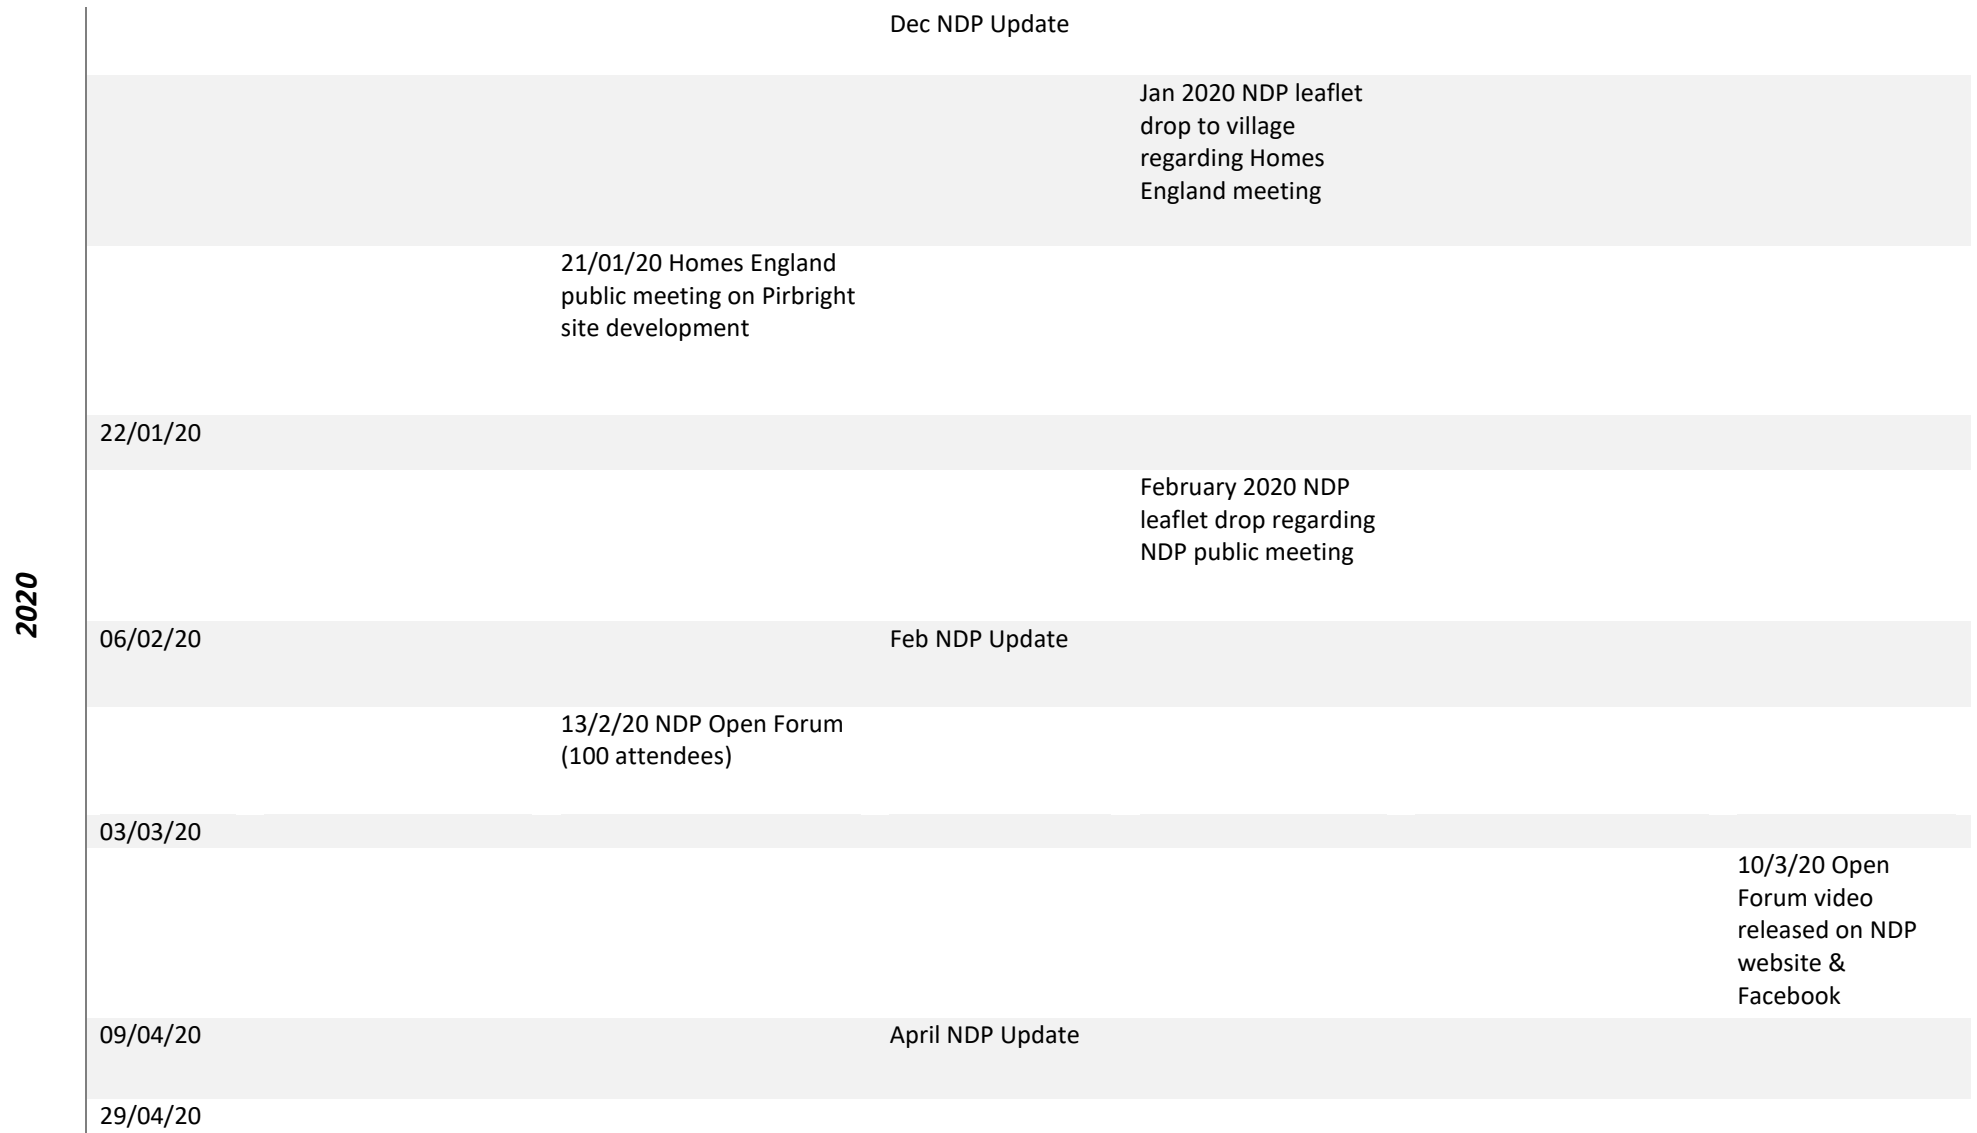 Dec NDP Update
Jan 2020 NDP leaflet
drop to village
regarding Homes
England meeting
21/01/20 Homes England
public meeting on Pirbright
site development
22/01/20
February 2020 NDP
leaflet drop regarding
NDP public meeting
2020
06/02/20 Feb NDP Update
13/2/20 NDP Open Forum
(100 attendees)
03/03/20
10/3/20 Open
Forum video
released on NDP
website &
Facebook
09/04/20 April NDP Update
29/04/20